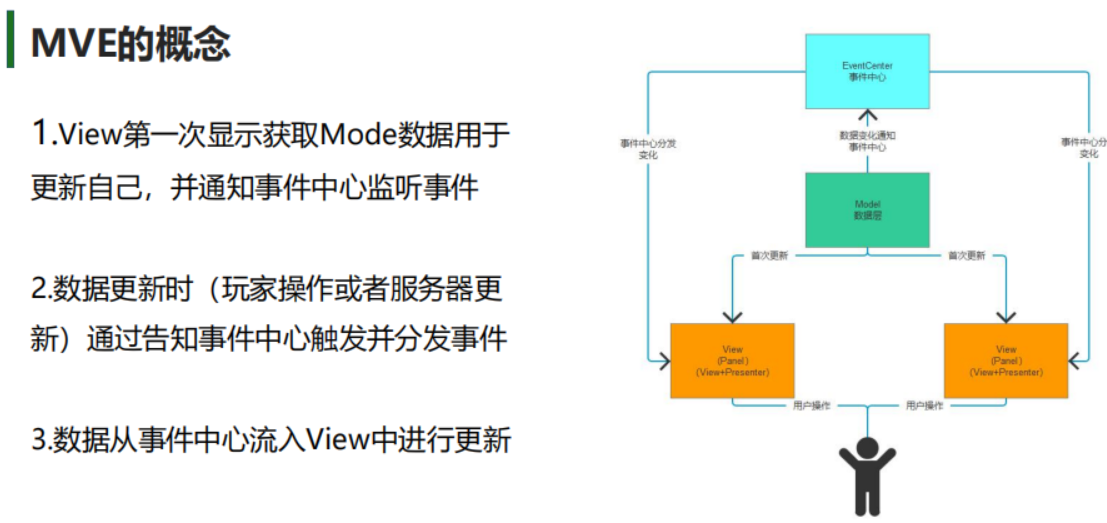 MVE的概念
1.View第一次显示获取Mode数据用于
更新自己，并通知事件中心监听事件
2.数据更新时（玩家操作或者服务器更
新）通过告知事件中心触发并分发事件
3.数据从事件中心流入View中进行更新
EventCenter
事件中心
事件中心分发
变化
数据变化通知
事件中心
事件中心分
变化
Model
数据层
首次更新
首次更新
View
(Panel)
(View+Presenter)
View
(Panel)
(View+Presenter)
用户操作
用户操作